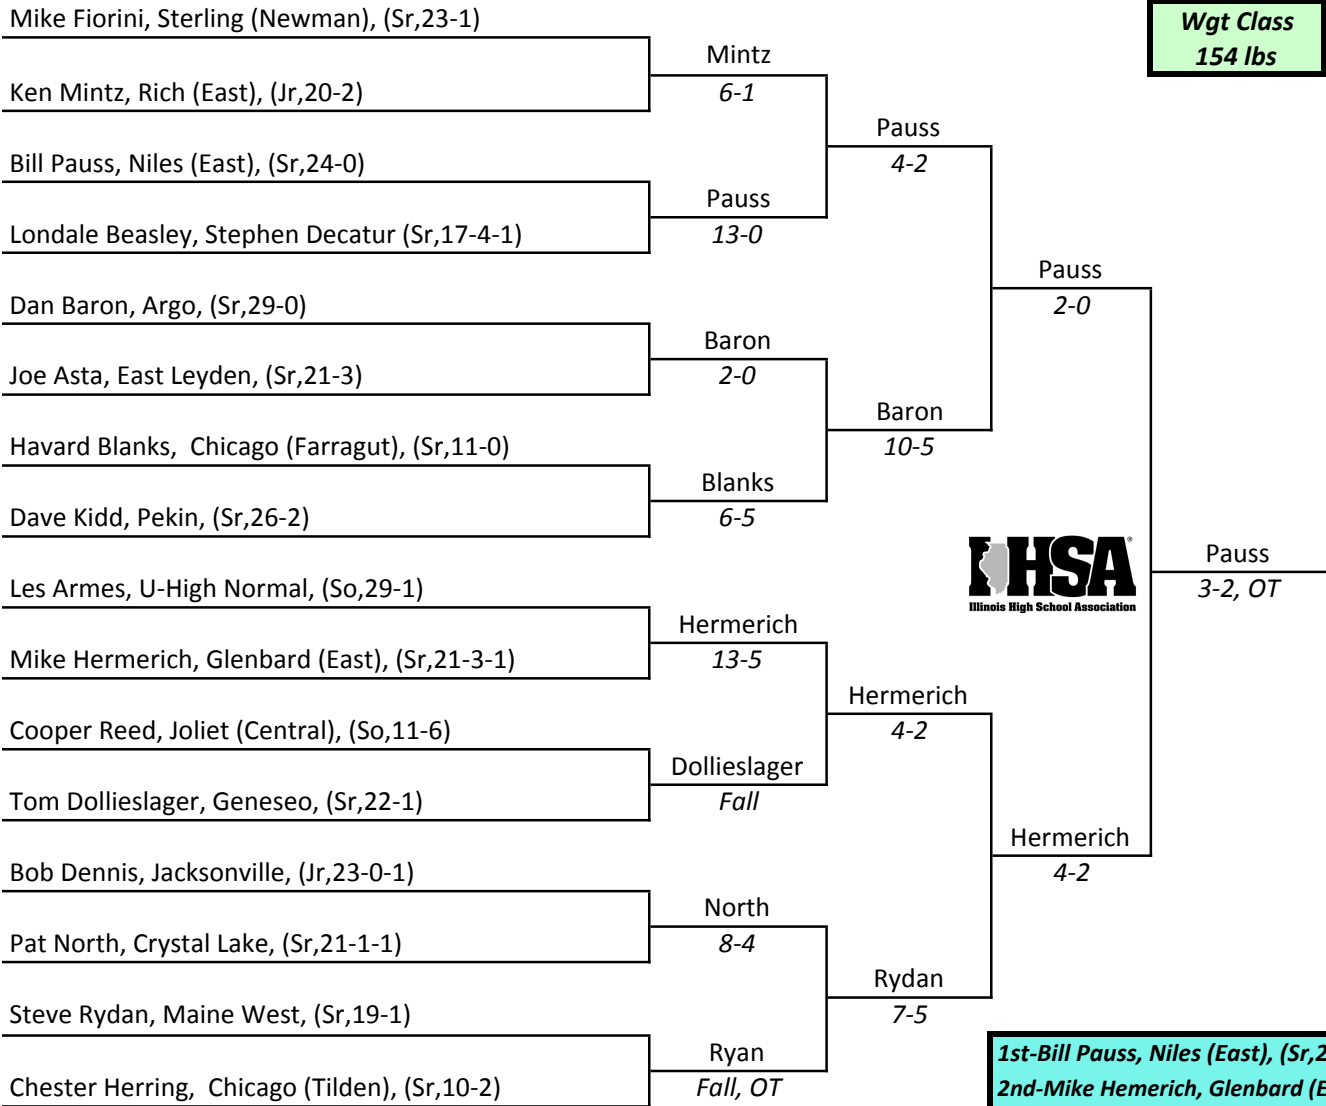 Mike Fiorini, Sterling (Newman), (Sr,23-1)
Wgt Class
154 lbs
Mintz
6-1
Ken Mintz, Rich (East), (Jr,20-2)
Pauss
4-2
Bill Pauss, Niles (East), (Sr,24-0)
Pauss
13-0
Londale Beasley, Stephen Decatur (Sr,17-4-1)
Pauss
2-0
Dan Baron, Argo, (Sr,29-0)
Baron
2-0
Joe Asta, East Leyden, (Sr,21-3)
Baron
10-5
Havard Blanks, Chicago (Farragut), (Sr,11-0)
Blanks
6-5
Dave Kidd, Pekin, (Sr,26-2)
IHSA
Illinois High School Association
Pauss
3-2, OT
Les Armes, U-High Normal, (So,29-1)
Hermerich
13-5
Mike Hermerich, Glenbard (East), (Sr,21-3-1)
Hermerich
4-2
Cooper Reed, Joliet (Central), (So,11-6)
Dollieslager
Fall
Tom Dollieslager, Geneseo, (Sr,22-1)
Hermerich
4-2
Bob Dennis, Jacksonville, (Jr,23-0-1)
North
8-4
Pat North, Crystal Lake, (Sr,21-1-1)
Rydan
7-5
Steve Rydan, Maine West, (Sr,19-1)
Ryan
Fall, OT
Chester Herring, Chicago (Tilden), (Sr,10-2)
1st-Bill Pauss, Niles (East), (Sr,2
2nd-Mike Hemerich, Glenbard (E